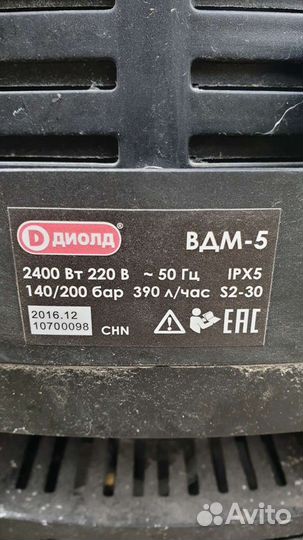 D ДИОЛД® ВДМ-5
2400 Вт 220 В ~ 50 Гц IPX5
140/200 бар 390 л/час S2-30
2016.12
10700098 CHN EAC
Avito